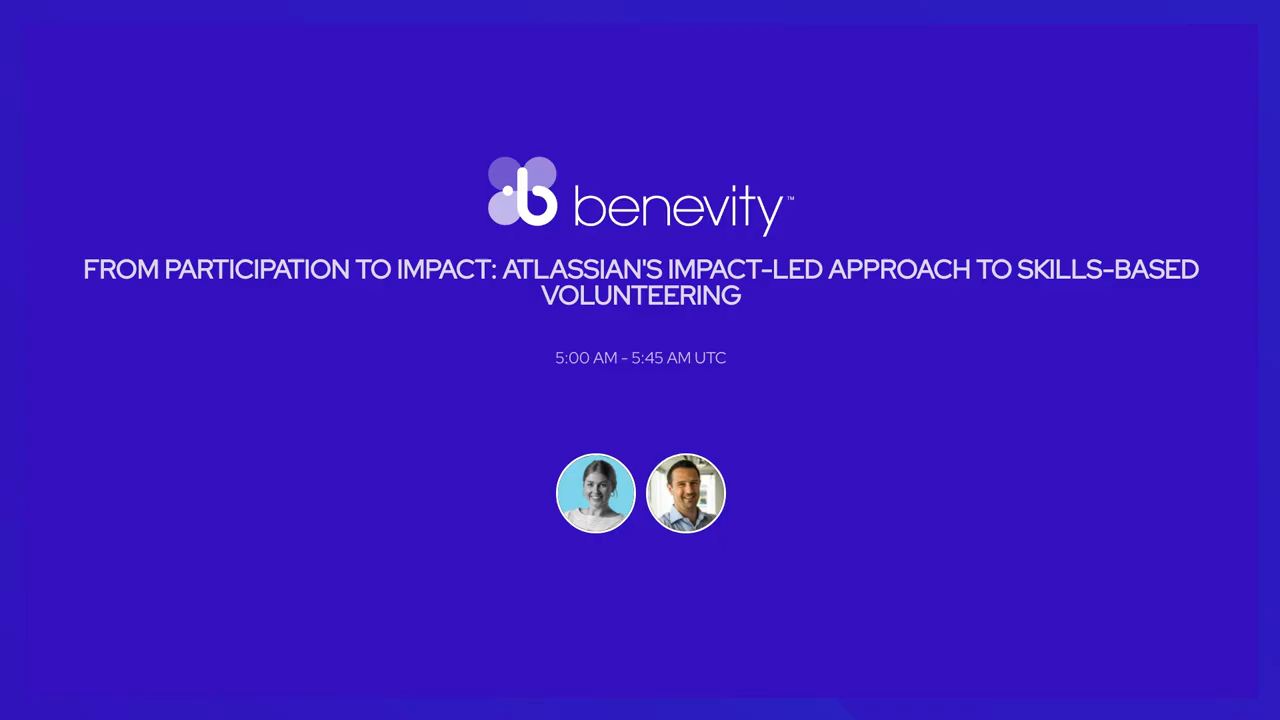 benevity™
FROM PARTICIPATION TO IMPACT: ATLASSIAN'S IMPACT-LED APPROACH TO SKILLS-BASED
VOLUNTEERING
5:00 AM - 5:45 AM UTC